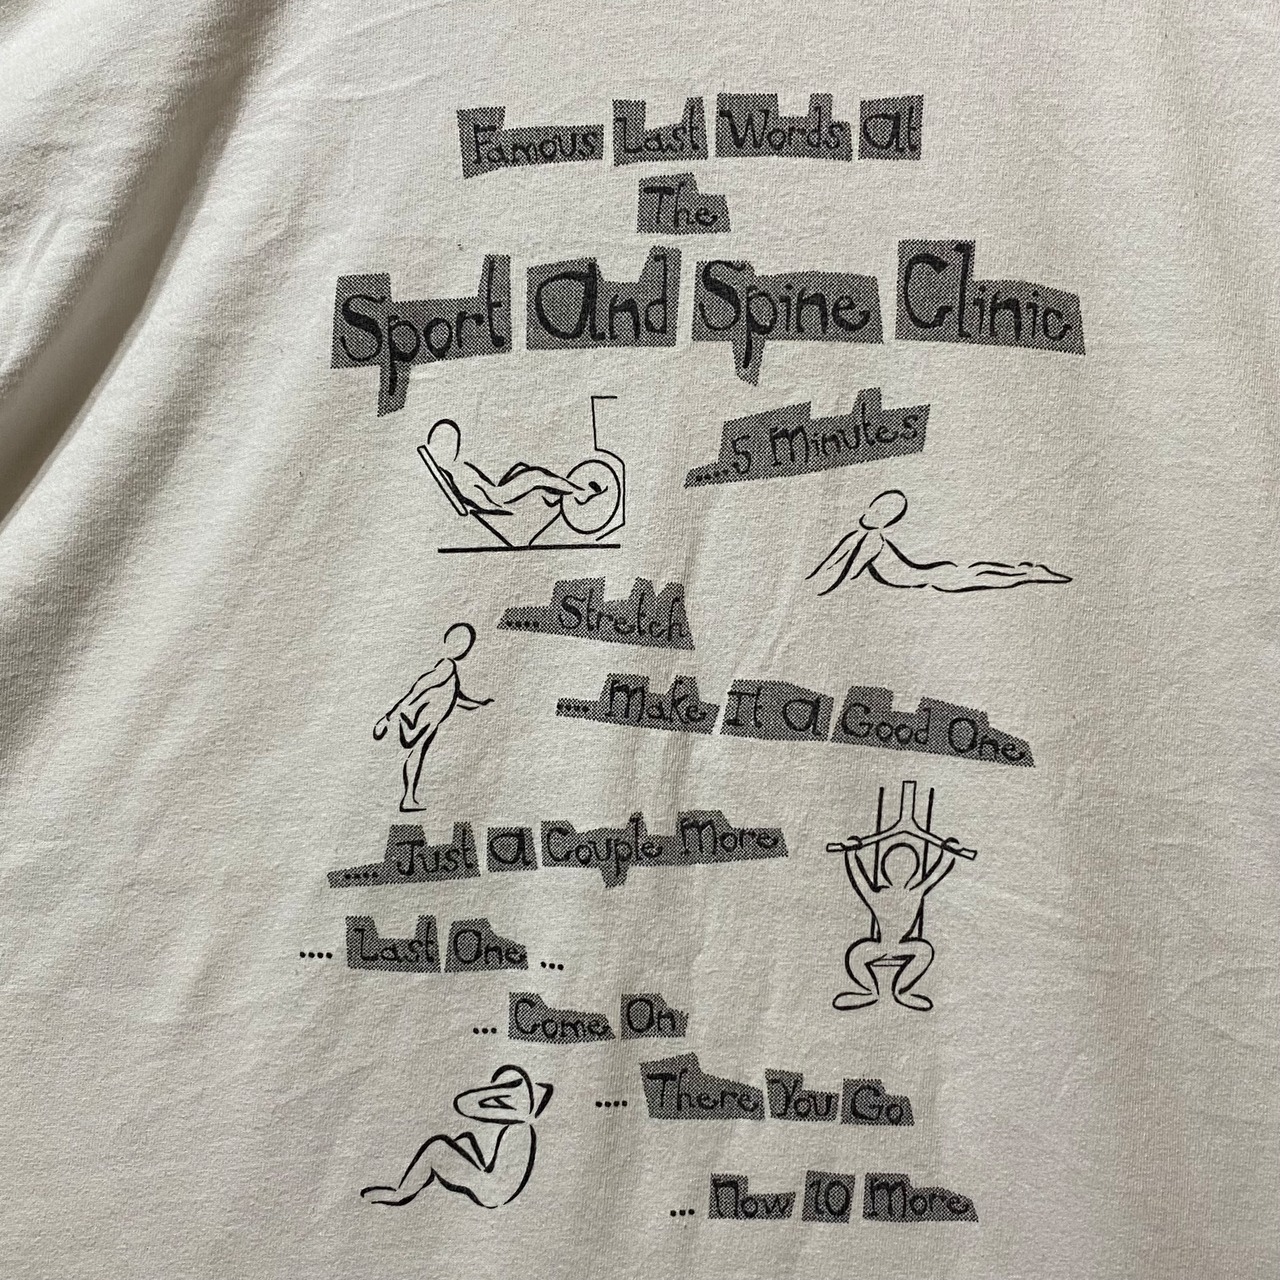 Famous Last Words At
The
Sport And Spine Clinic
....5 Minutes
.... Stretch
.... Make It A Good One
.... Just A Couple More
.... Last One ...
... Come On
.... There You Go
... Now 10 More